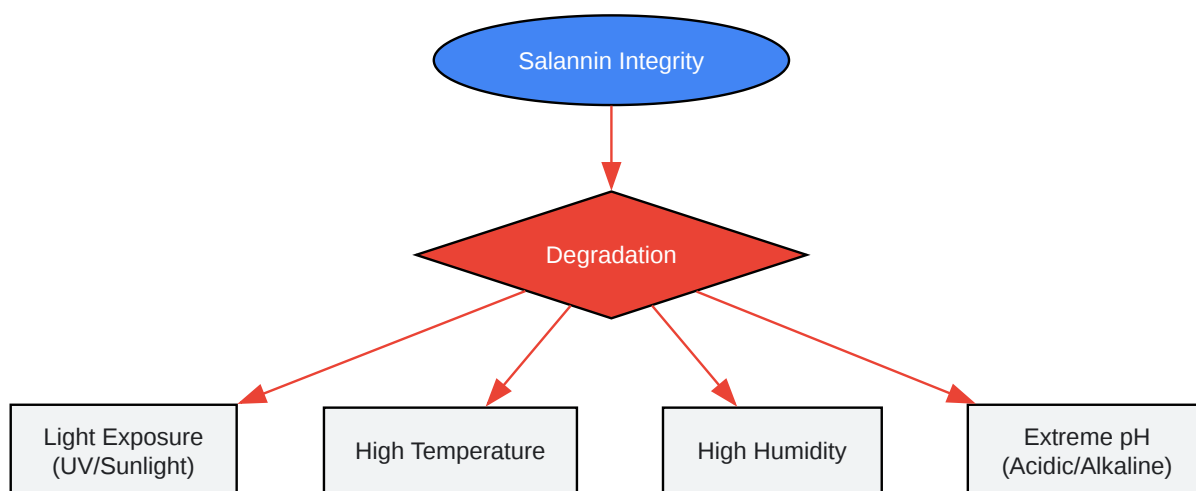 Salannin Integrity
Degradation
Light Exposure
(UV/Sunlight)
High Temperature
High Humidity
Extreme pH
(Acidic/Alkaline)